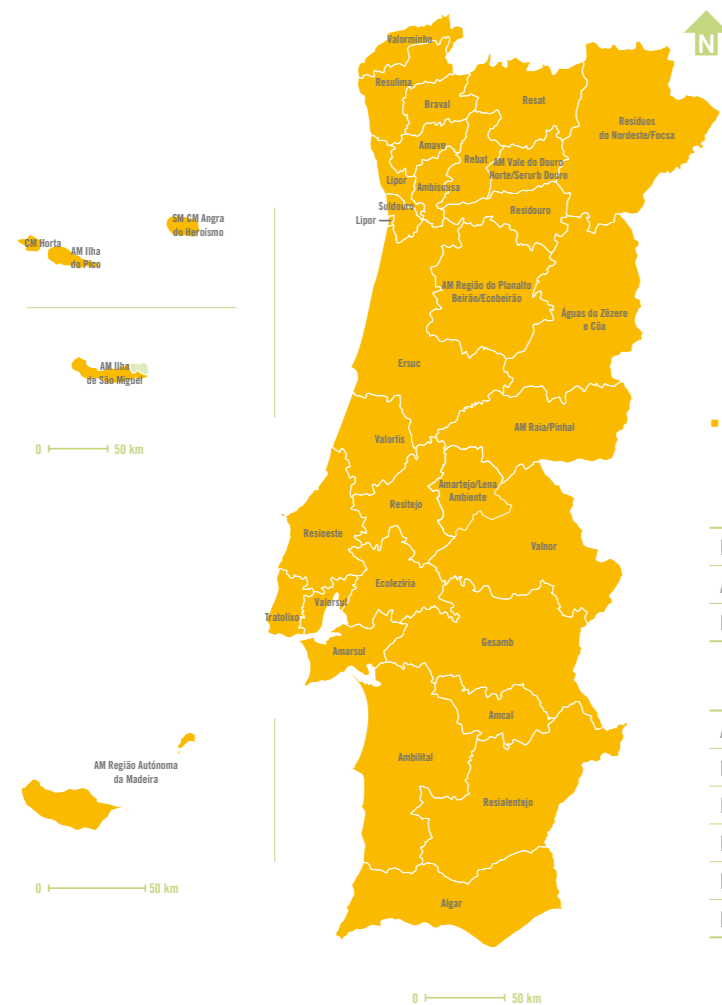 N
Valorminho
Resulima
Braval
Resat
Resíduos
do Nordeste/Focsa
Amave
Rebat
AM Vale do Douro
Norte/Serurb Douro
Lipor
Ambisousa
Suldouro
Residouro
Lipor
SM CM Angra
do Heroísmo
CM Horta
AM Ilha
do Pico
AM Região do Planalto
Beirão/Ecobeirão
Águas do Zêzere
e Côa
AM Ilha
de São Miguel
Ersuc
0 50 km
AM Raia/Pinhal
Valorlis
Amartejo/Lena
Ambiente
Resitejo
Resioeste
Valnor
Ecolezíria
Valorsul
Tratolixo
Gesamb
Amarsul
Amcal
Ambilital
AM Região Autónoma
da Madeira
Resialentejo
0 50 km
Algar
0 50 km